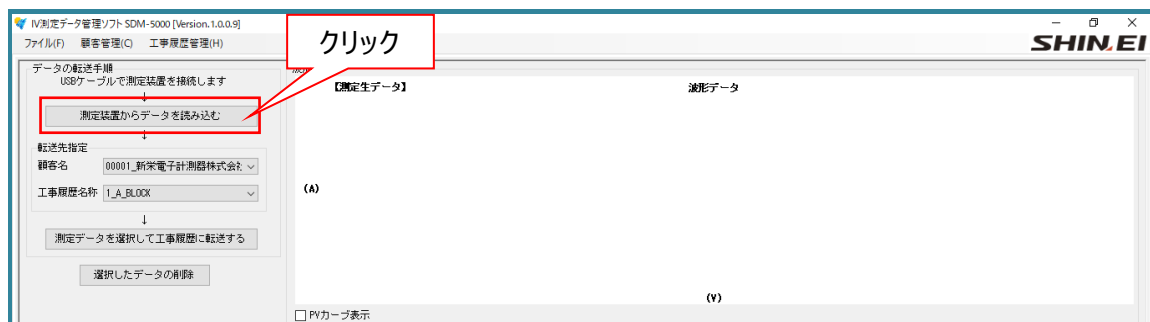 IV測定データ管理ソフト SDM-5000 [Version.1.0.0.9]
ファイル(F) 顧客管理(C) 工事履歴管理(H)
SHIN.EI
クリック
データの転送手順
USBケーブルで測定装置を接続します
↓
測定装置からデータを読み込む
↓
転送先指定
顧客名 00001_新栄電子計測器株式会社
工事履歴名称 1_A_BLOCK
↓
測定データを選択して工事履歴に転送する
選択したデータの削除
【測定生データ】 波形データ
(A)
(V)
PVカーブ表示